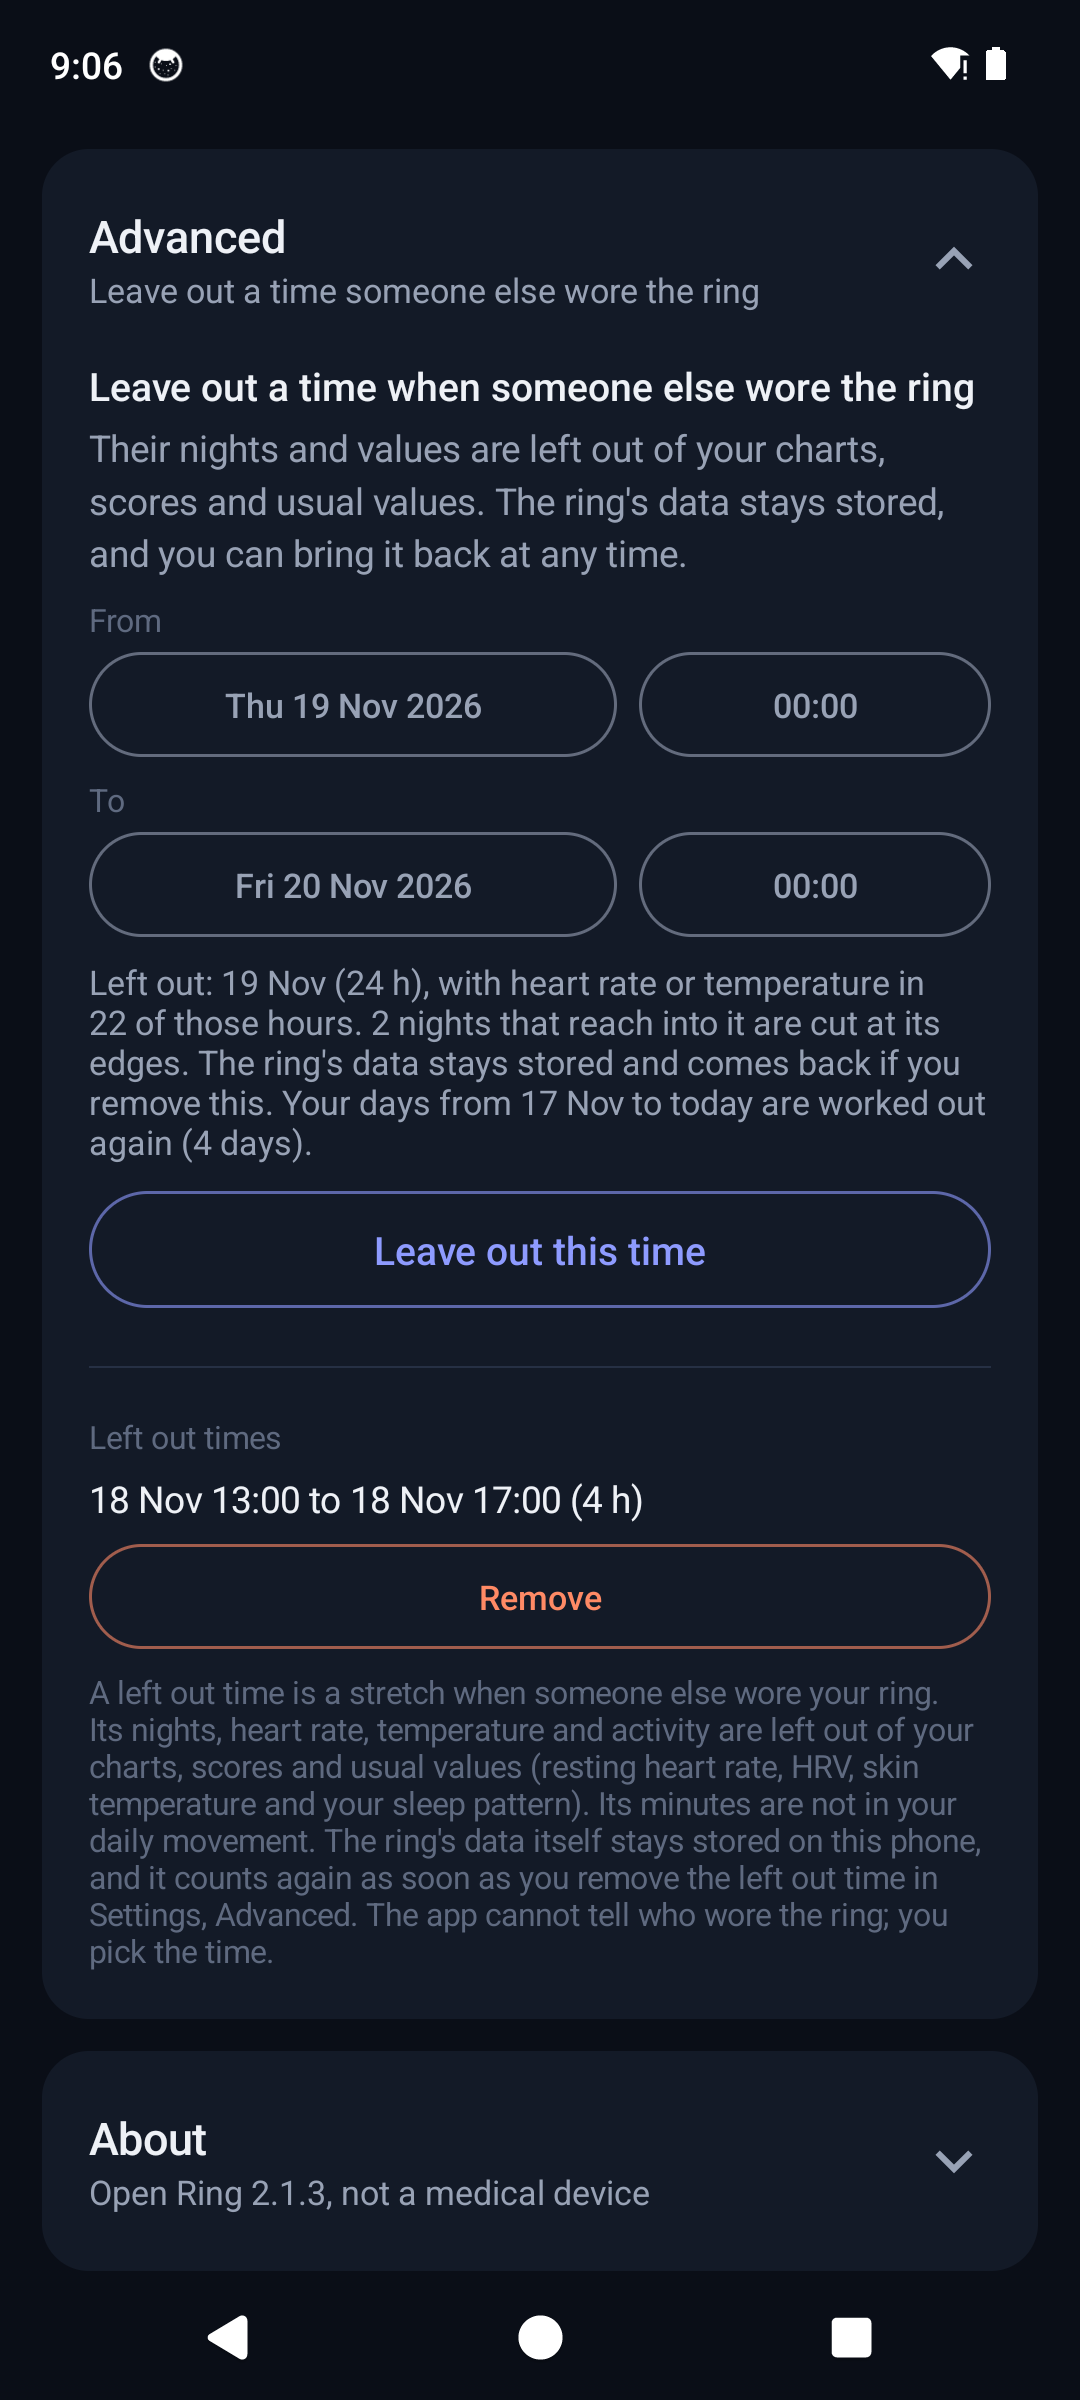 9:06
Advanced
Leave out a time someone else wore the ring
Leave out a time when someone else wore the ring
Their nights and values are left out of your charts,
scores and usual values. The ring's data stays stored,
and you can bring it back at any time.
From
Thu 19 Nov 2026
00:00
To
Fri 20 Nov 2026
00:00
Left out: 19 Nov (24 h), with heart rate or temperature in
22 of those hours. 2 nights that reach into it are cut at its
edges. The ring's data stays stored and comes back if you
remove this. Your days from 17 Nov to today are worked out
again (4 days).
Leave out this time
Left out times
18 Nov 13:00 to 18 Nov 17:00 (4 h)
Remove
A left out time is a stretch when someone else wore your ring.
Its nights, heart rate, temperature and activity are left out of your
charts, scores and usual values (resting heart rate, HRV, skin
temperature and your sleep pattern). Its minutes are not in your
daily movement. The ring's data itself stays stored on this phone,
and it counts again as soon as you remove the left out time in
Settings, Advanced. The app cannot tell who wore the ring; you
pick the time.
About
Open Ring 2.1.3, not a medical device